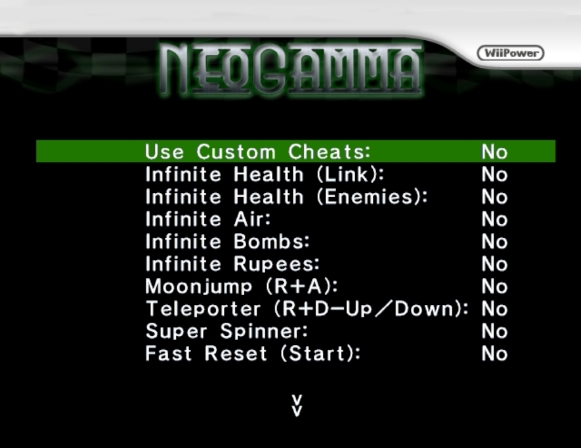 WiiPower
NEOGAMMA
Use Custom Cheats: No
Infinite Health (Link): No
Infinite Health (Enemies): No
Infinite Air: No
Infinite Bombs: No
Infinite Rupees: No
Moonjump (R+A): No
Teleporter (R+D-Up/Down): No
Super Spinner: No
Fast Reset (Start): No